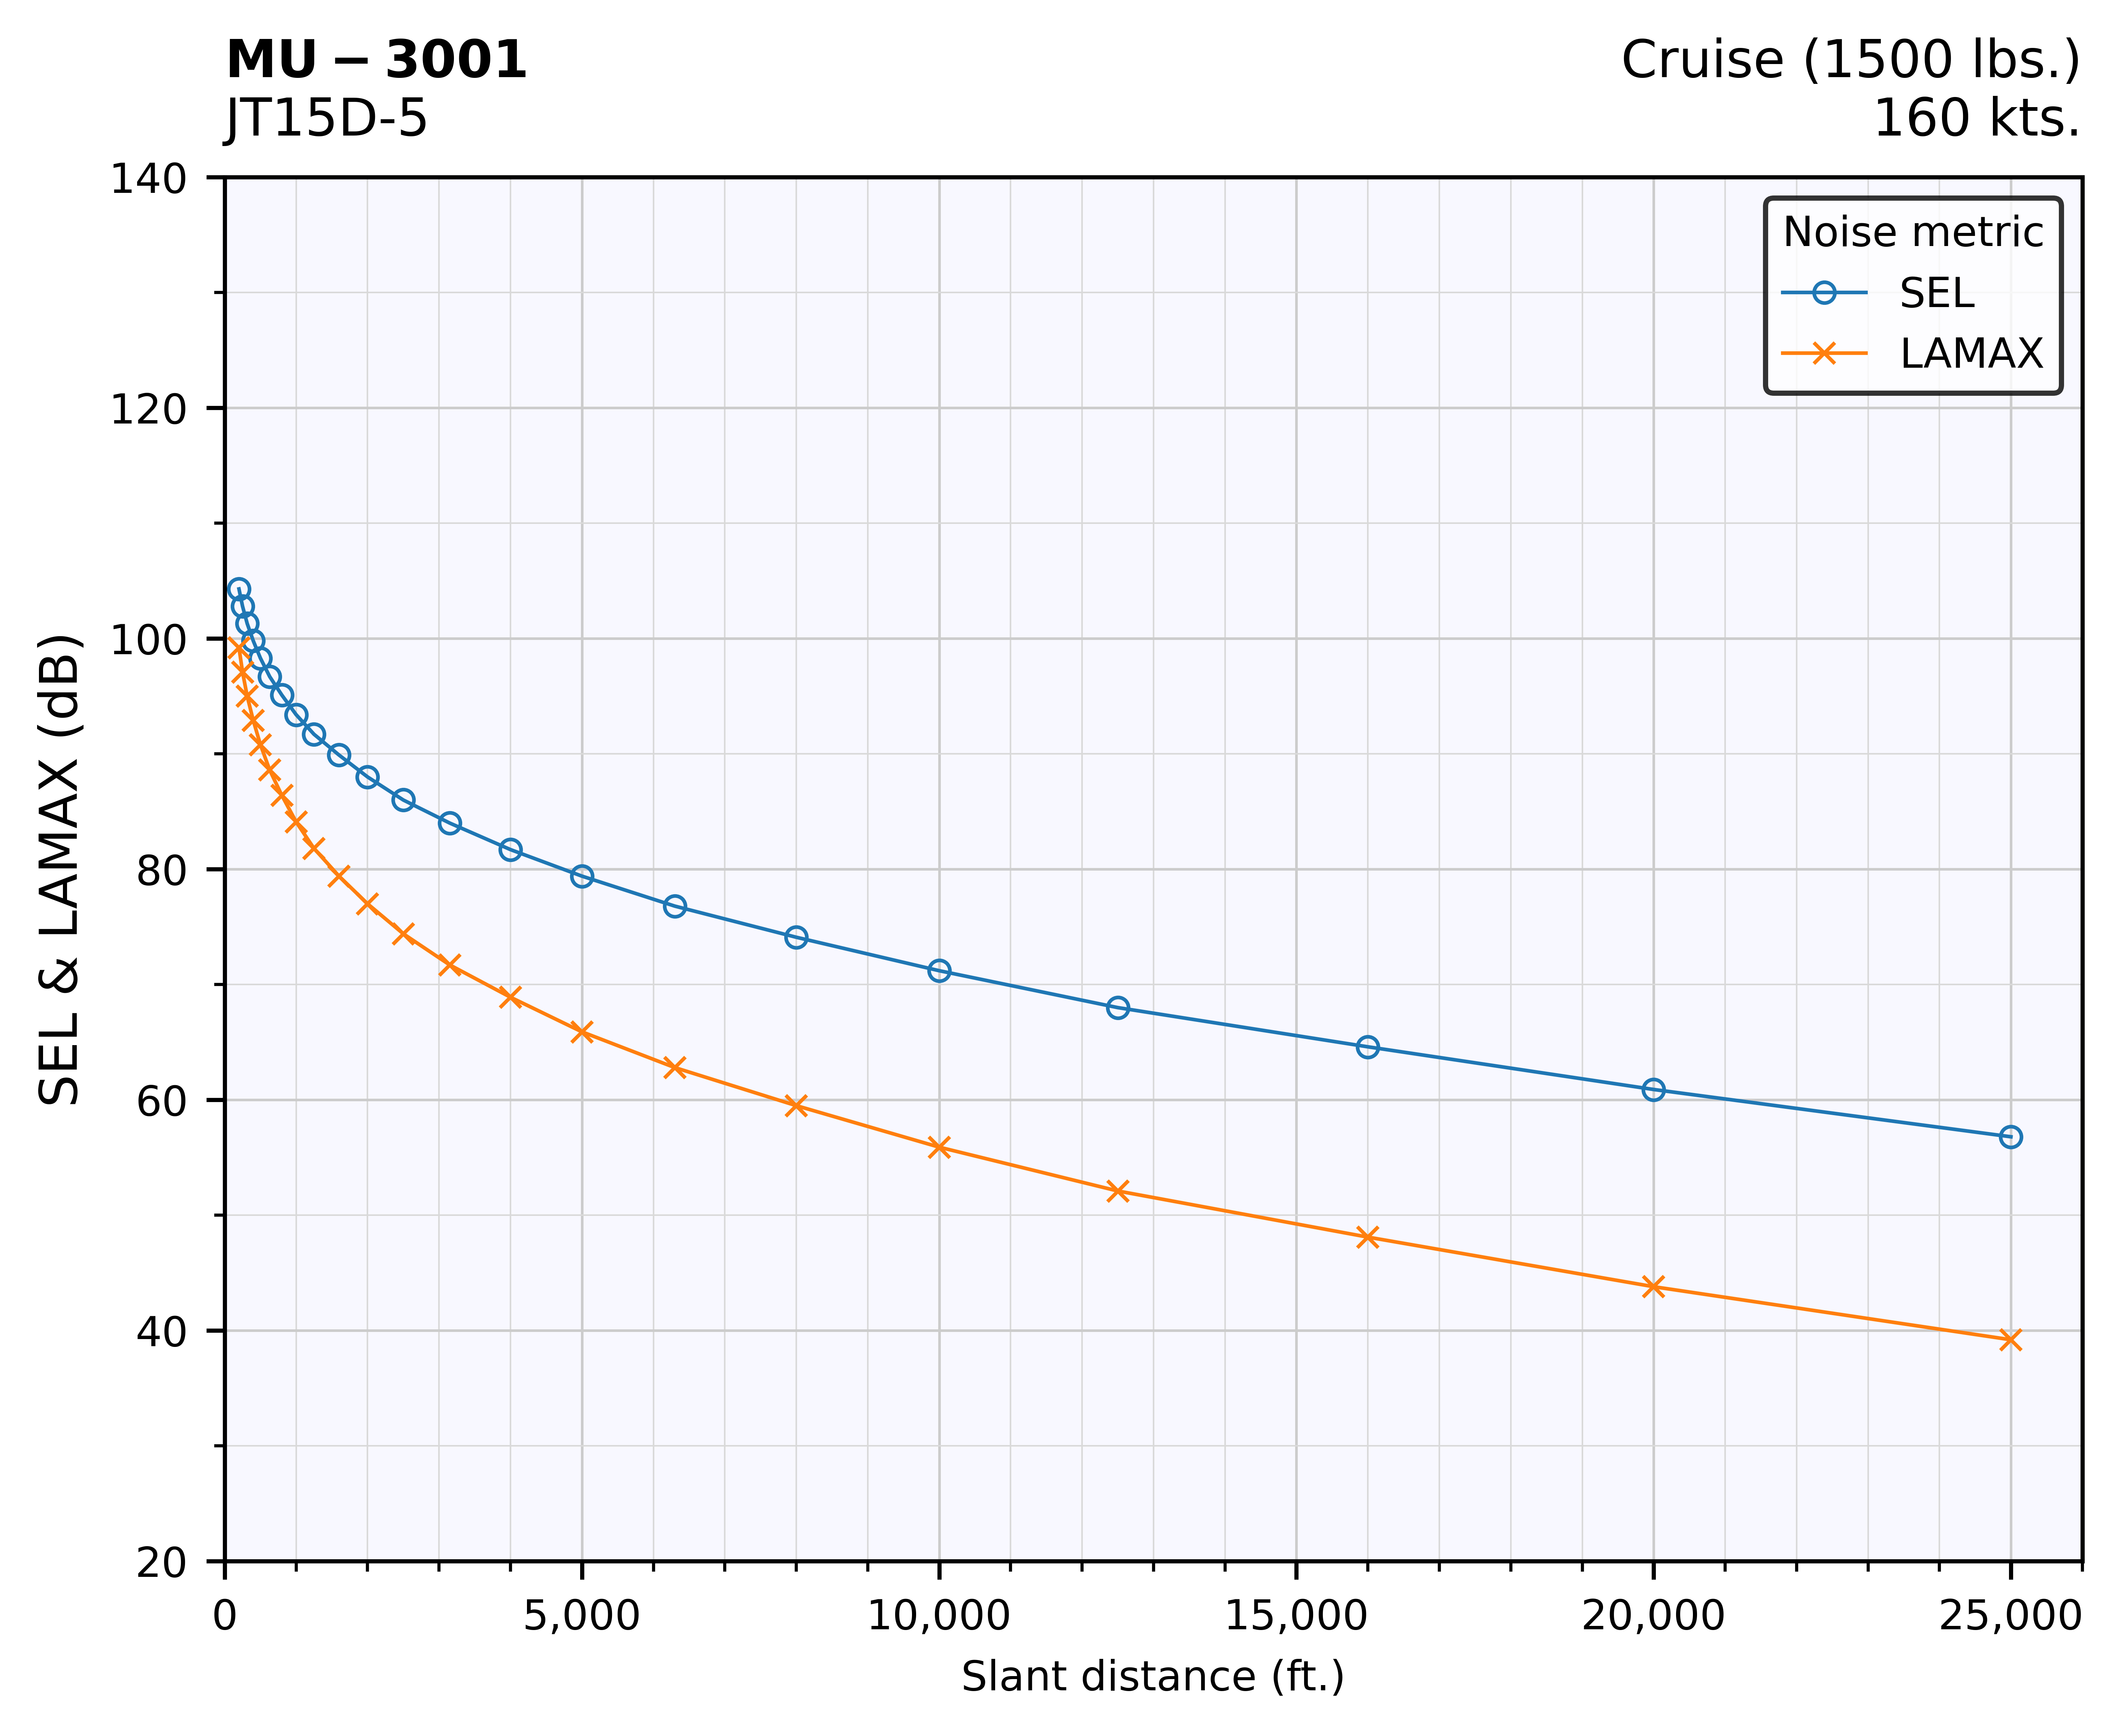 MU − 3001
JT15D-5
Cruise (1500 lbs.)
160 kts.
Noise metric
SEL
LAMAX
SEL & LAMAX (dB)
140
120
100
80
60
40
20
0
5,000
10,000
15,000
20,000
25,000
Slant distance (ft.)